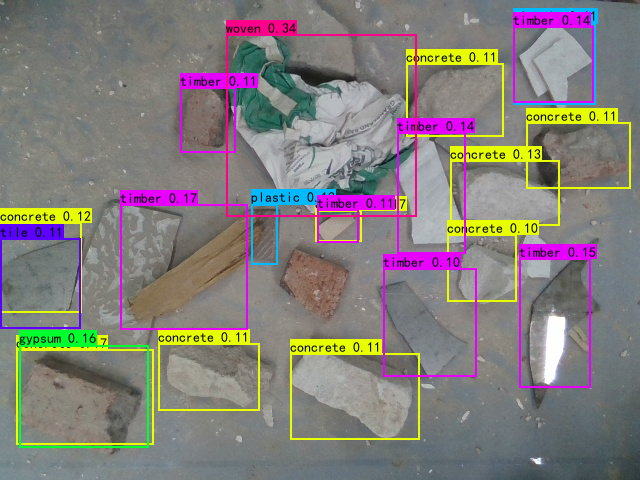 timber 0.14
woven 0.34
concrete 0.11
timber 0.11
concrete 0.11
timber 0.14
concrete 0.13
timber 0.17
plastic
timber 0.11
concrete 0.12
tile 0.11
concrete 0.10
timber 0.15
timber 0.10
gypsum 0.16
concrete 0.11
concrete 0.11